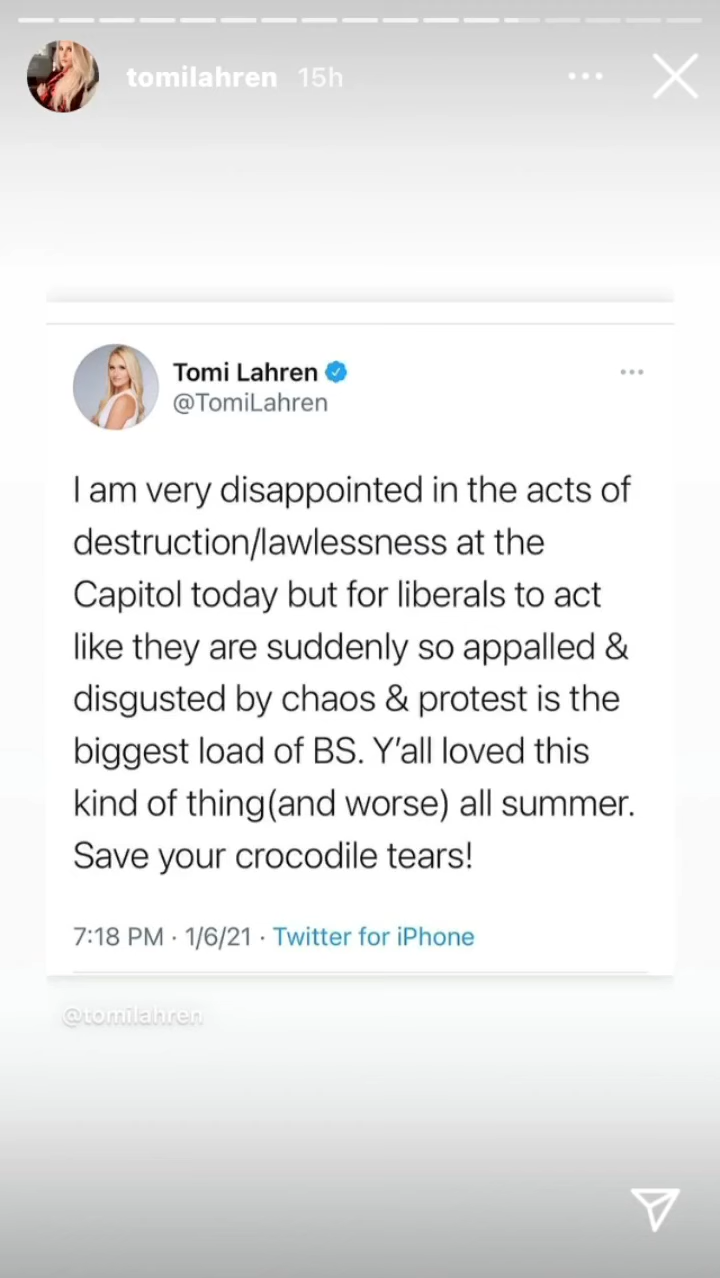 tomilahren 15h
Tomi Lahren
@TomiLahren
I am very disappointed in the acts of
destruction/lawlessness at the
Capitol today but for liberals to act
like they are suddenly so appalled &
disgusted by chaos & protest is the
biggest load of BS. Y’all loved this
kind of thing(and worse) all summer.
Save your crocodile tears!
7:18 PM · 1/6/21 · Twitter for iPhone
@tomilahren